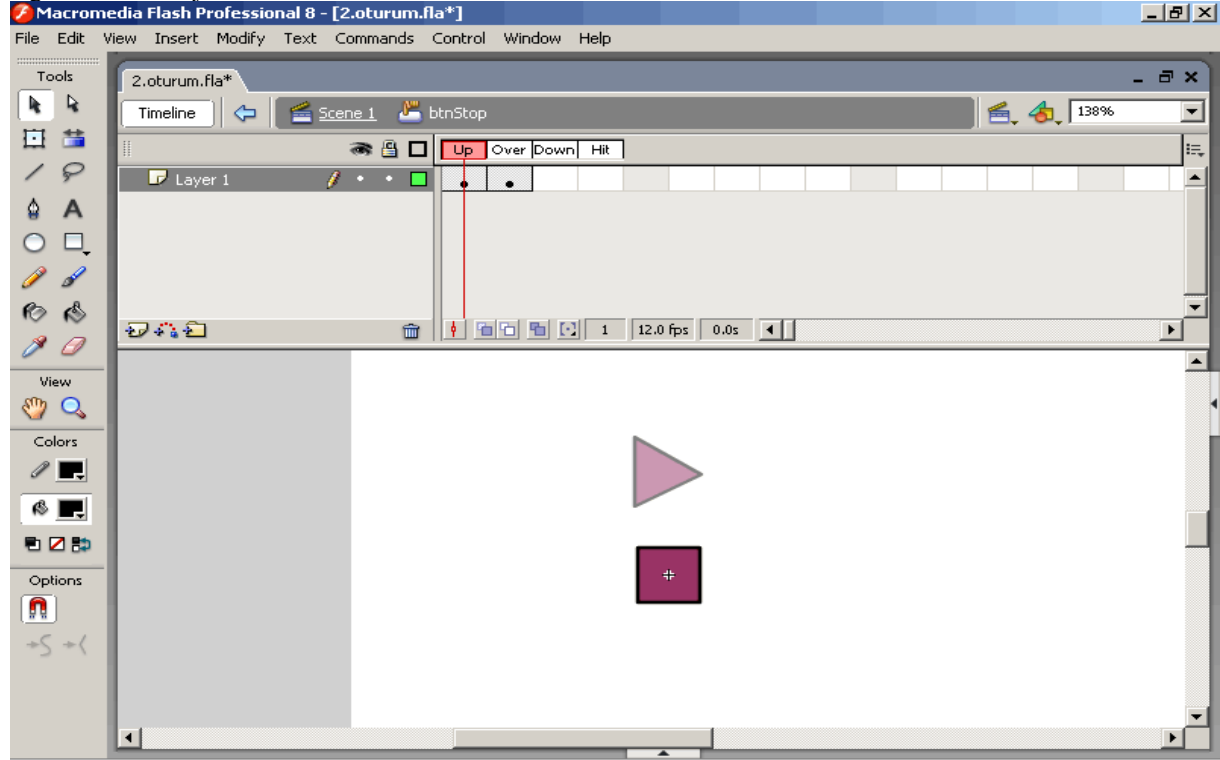 Macromedia Flash Professional 8 - [2.oturum.fla*]
File Edit View Insert Modify Text Commands Control Window Help
Tools
2.oturum.fla*
Timeline Scene 1 btnStop 138%
Up Over Down Hit
Layer 1
1 12.0 fps 0.0s
View
Colors
Options